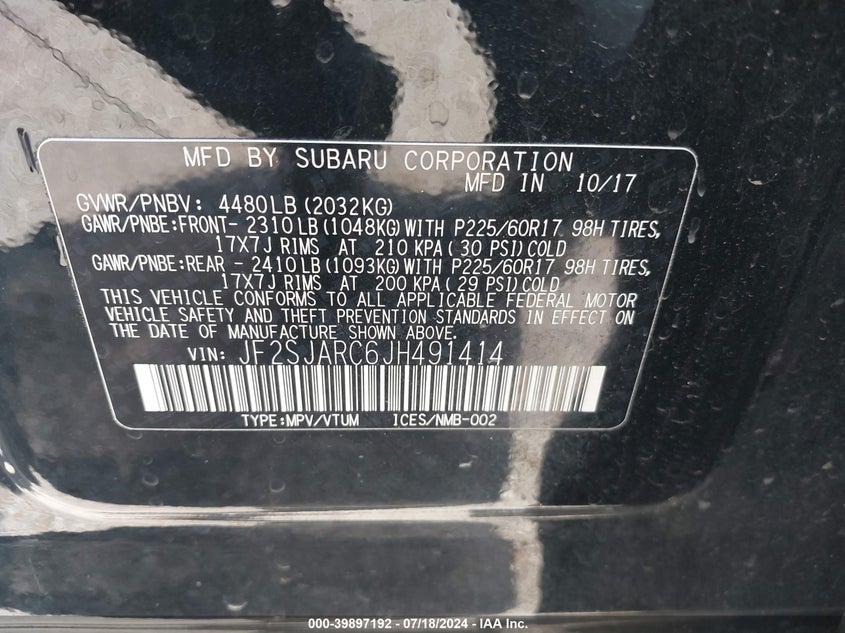 MFD BY SUBARU CORPORATION
MFD IN 10/17
GVWR/PNBV: 4480LB (2032KG)
GAWR/PNBE:FRONT- 2310 LB (1048KG) WITH P225/60R17 98H TIRES,
17X7J RIMS AT 210 KPA ( 30 PSI) COLD
GAWR/PNBE:REAR - 2410 LB (1093KG) WITH P225/60R17 98H TIRES,
17X7J RIMS AT 200 KPA ( 29 PSI) COLD
THIS VEHICLE CONFORMS TO ALL APPLICABLE FEDERAL MOTOR
VEHICLE SAFETY AND THEFT PREVENTION STANDARDS IN EFFECT ON
THE DATE OF MANUFACTURE SHOWN ABOVE.
VIN: JF2SJARC6JH491414
TYPE:MPV/VTUM ICES/NMB-002
000-39897192 - 07/18/2024 - IAA Inc.